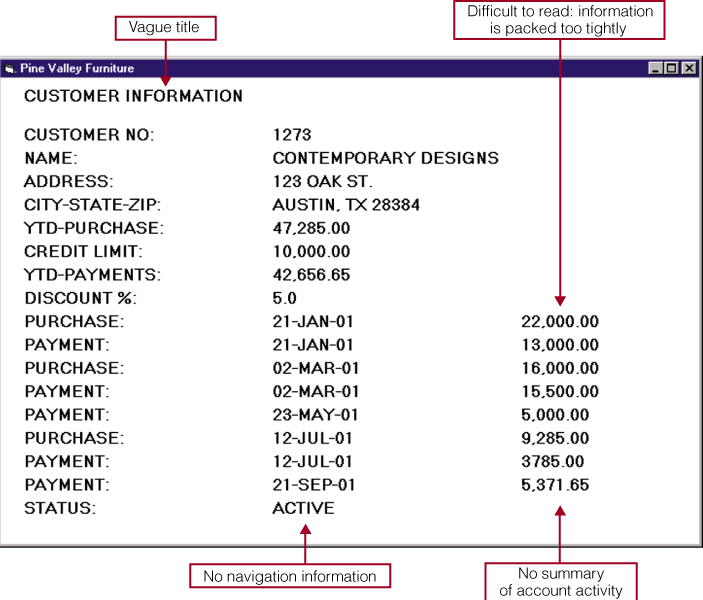 Vague title
Difficult to read: information
is packed too tightly
Pine Valley Furniture
CUSTOMER INFORMATION
CUSTOMER NO: 1273
NAME: CONTEMPORARY DESIGNS
ADDRESS: 123 OAK ST.
CITY-STATE-ZIP: AUSTIN, TX 28384
YTD-PURCHASE: 47,285.00
CREDIT LIMIT: 10,000.00
YTD-PAYMENTS: 42,656.65
DISCOUNT %: 5.0
PURCHASE: 21-JAN-01 22,000.00
PAYMENT: 21-JAN-01 13,000.00
PURCHASE: 02-MAR-01 16,000.00
PAYMENT: 02-MAR-01 15,500.00
PAYMENT: 23-MAY-01 5,000.00
PURCHASE: 12-JUL-01 9,285.00
PAYMENT: 12-JUL-01 3785.00
PAYMENT: 21-SEP-01 5,371.65
STATUS: ACTIVE
No navigation information
No summary
of account activity